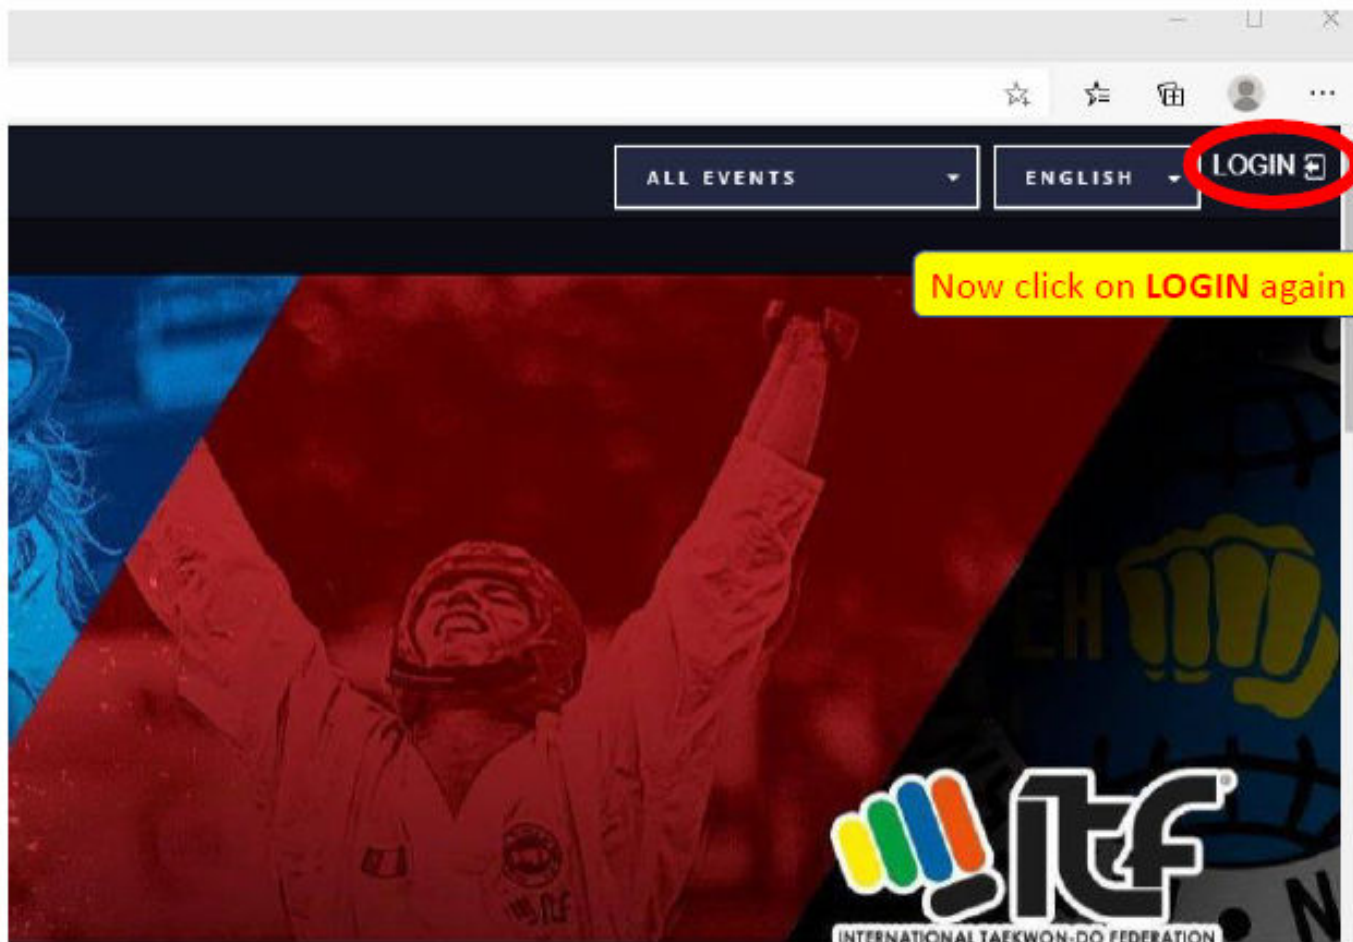 ALL EVENTS
ENGLISH
LOGIN
Now click on LOGIN again
itf
INTERNATIONAL TAEKWON-DO FEDERATION